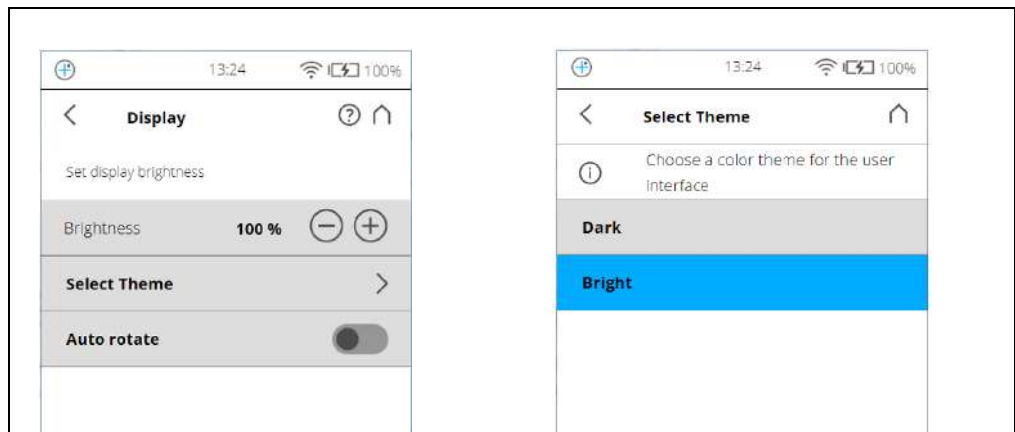 13:24 100%
Display
Set display brightness
Brightness 100 %
Select Theme
Auto rotate
13:24 100%
Select Theme
Choose a color theme for the user
interface
Dark
Bright